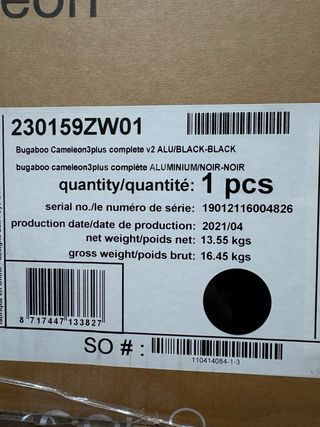 eon
230159ZW01
Bugaboo Cameleon3plus complete v2 ALU/BLACK-BLACK
bugaboo cameleon3plus complète ALUMINIUM/NOIR-NOIR
quantity/quantité: 1 pcs
serial no./le numéro de série: 19012116004826
production date/date de production: 2021/04
net weight/poids net: 13.55 kgs
gross weight/poids brut: 16.45 kgs
8 717447 133827
SO # :
110414084-1-3